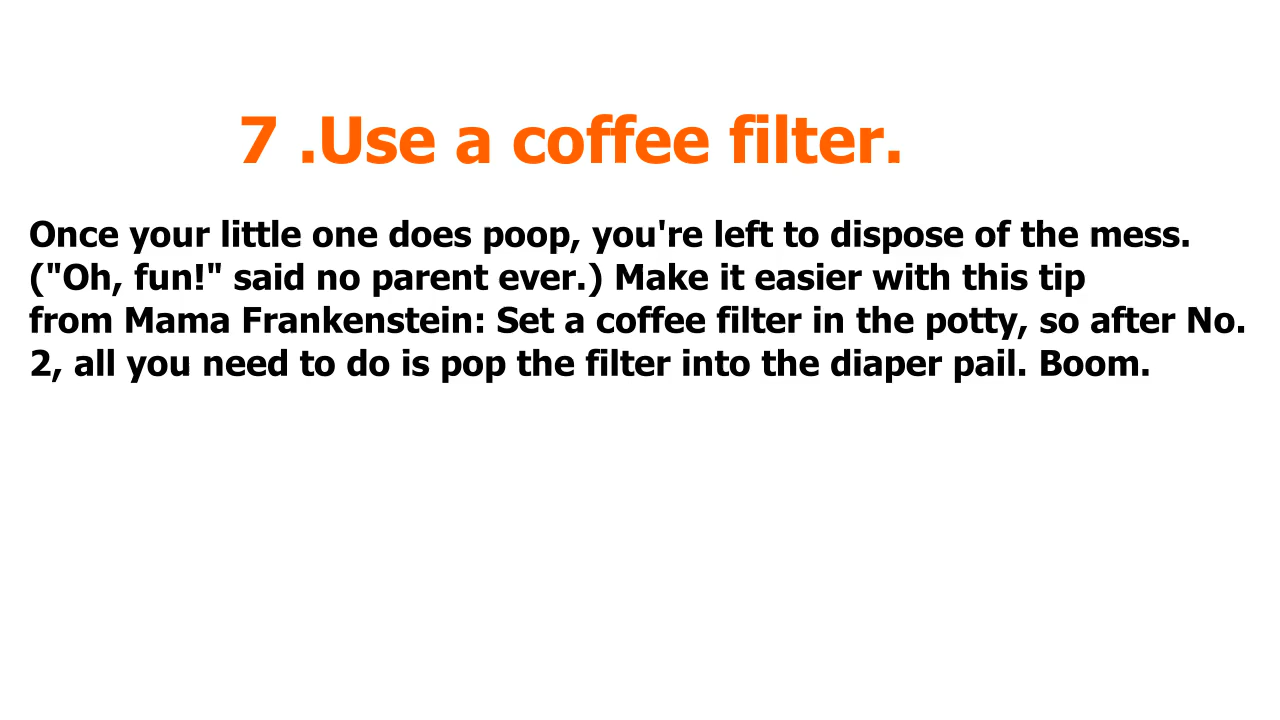 7 .Use a coffee filter.
Once your little one does poop, you're left to dispose of the mess.
("Oh, fun!" said no parent ever.) Make it easier with this tip
from Mama Frankenstein: Set a coffee filter in the potty, so after No.
2, all you need to do is pop the filter into the diaper pail. Boom.